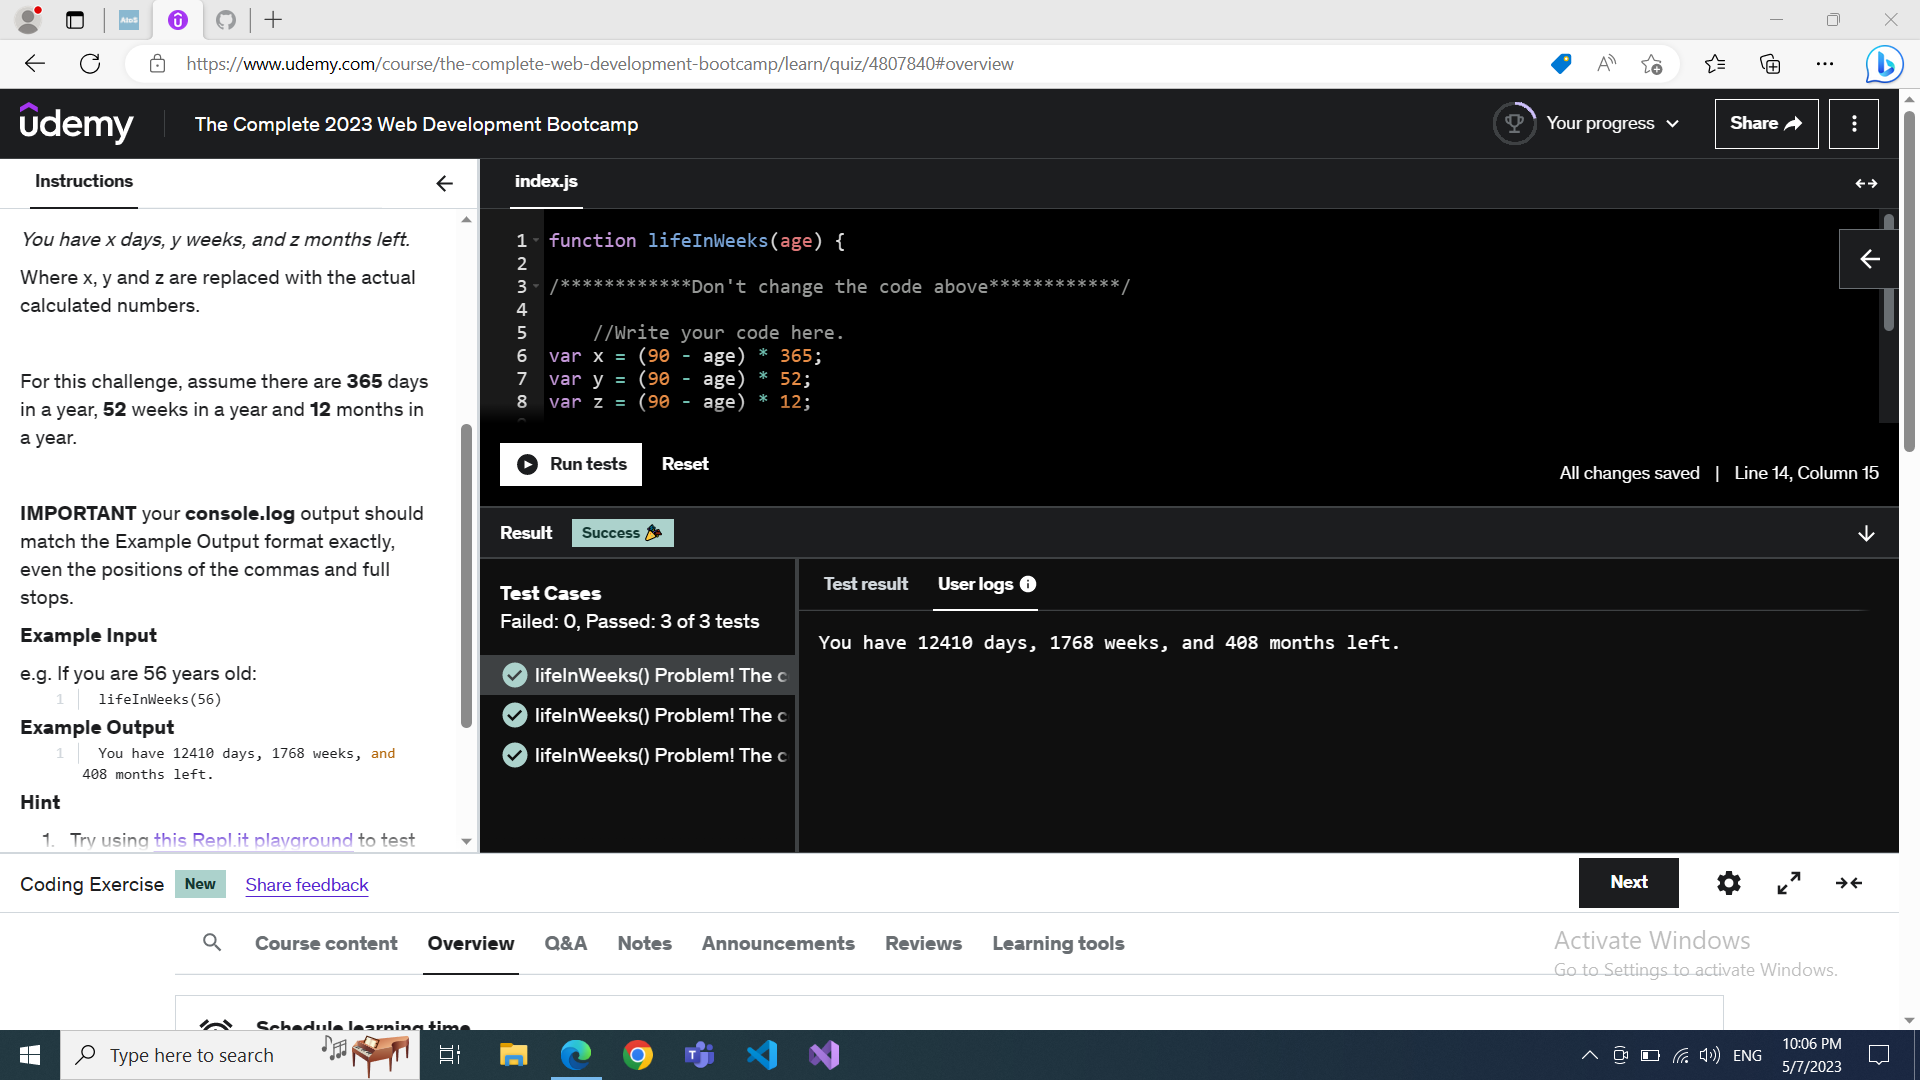 AtoS
https://www.udemy.com/course/the-complete-web-development-bootcamp/learn/quiz/4807840#overview
udemy
The Complete 2023 Web Development Bootcamp
Your progress
Share
Instructions
You have x days, y weeks, and z months left.
Where x, y and z are replaced with the actual
calculated numbers.
For this challenge, assume there are 365 days
in a year, 52 weeks in a year and 12 months in
a year.
IMPORTANT your console.log output should
match the Example Output format exactly,
even the positions of the commas and full
stops.
Example Input
e.g. If you are 56 years old:
1 lifeInWeeks(56)
Example Output
1 You have 12410 days, 1768 weeks, and
408 months left.
Hint
1. Try using this Repl.it playground to test
index.js
1 function lifeInWeeks(age) {
2
3 /************Don't change the code above************/
4
5 //Write your code here.
6 var x = (90 - age) * 365;
7 var y = (90 - age) * 52;
8 var z = (90 - age) * 12;
Run tests
Reset
All changes saved | Line 14, Column 15
Result
Success
Test Cases
Failed: 0, Passed: 3 of 3 tests
lifeInWeeks() Problem! The c
lifeInWeeks() Problem! The c
lifeInWeeks() Problem! The c
Test result
User logs
You have 12410 days, 1768 weeks, and 408 months left.
Coding Exercise
New
Share feedback
Next
Course content
Overview
Q&A
Notes
Announcements
Reviews
Learning tools
Activate Windows
Go to Settings to activate Windows.
Schedule learning time
Type here to search
ENG
10:06 PM
5/7/2023